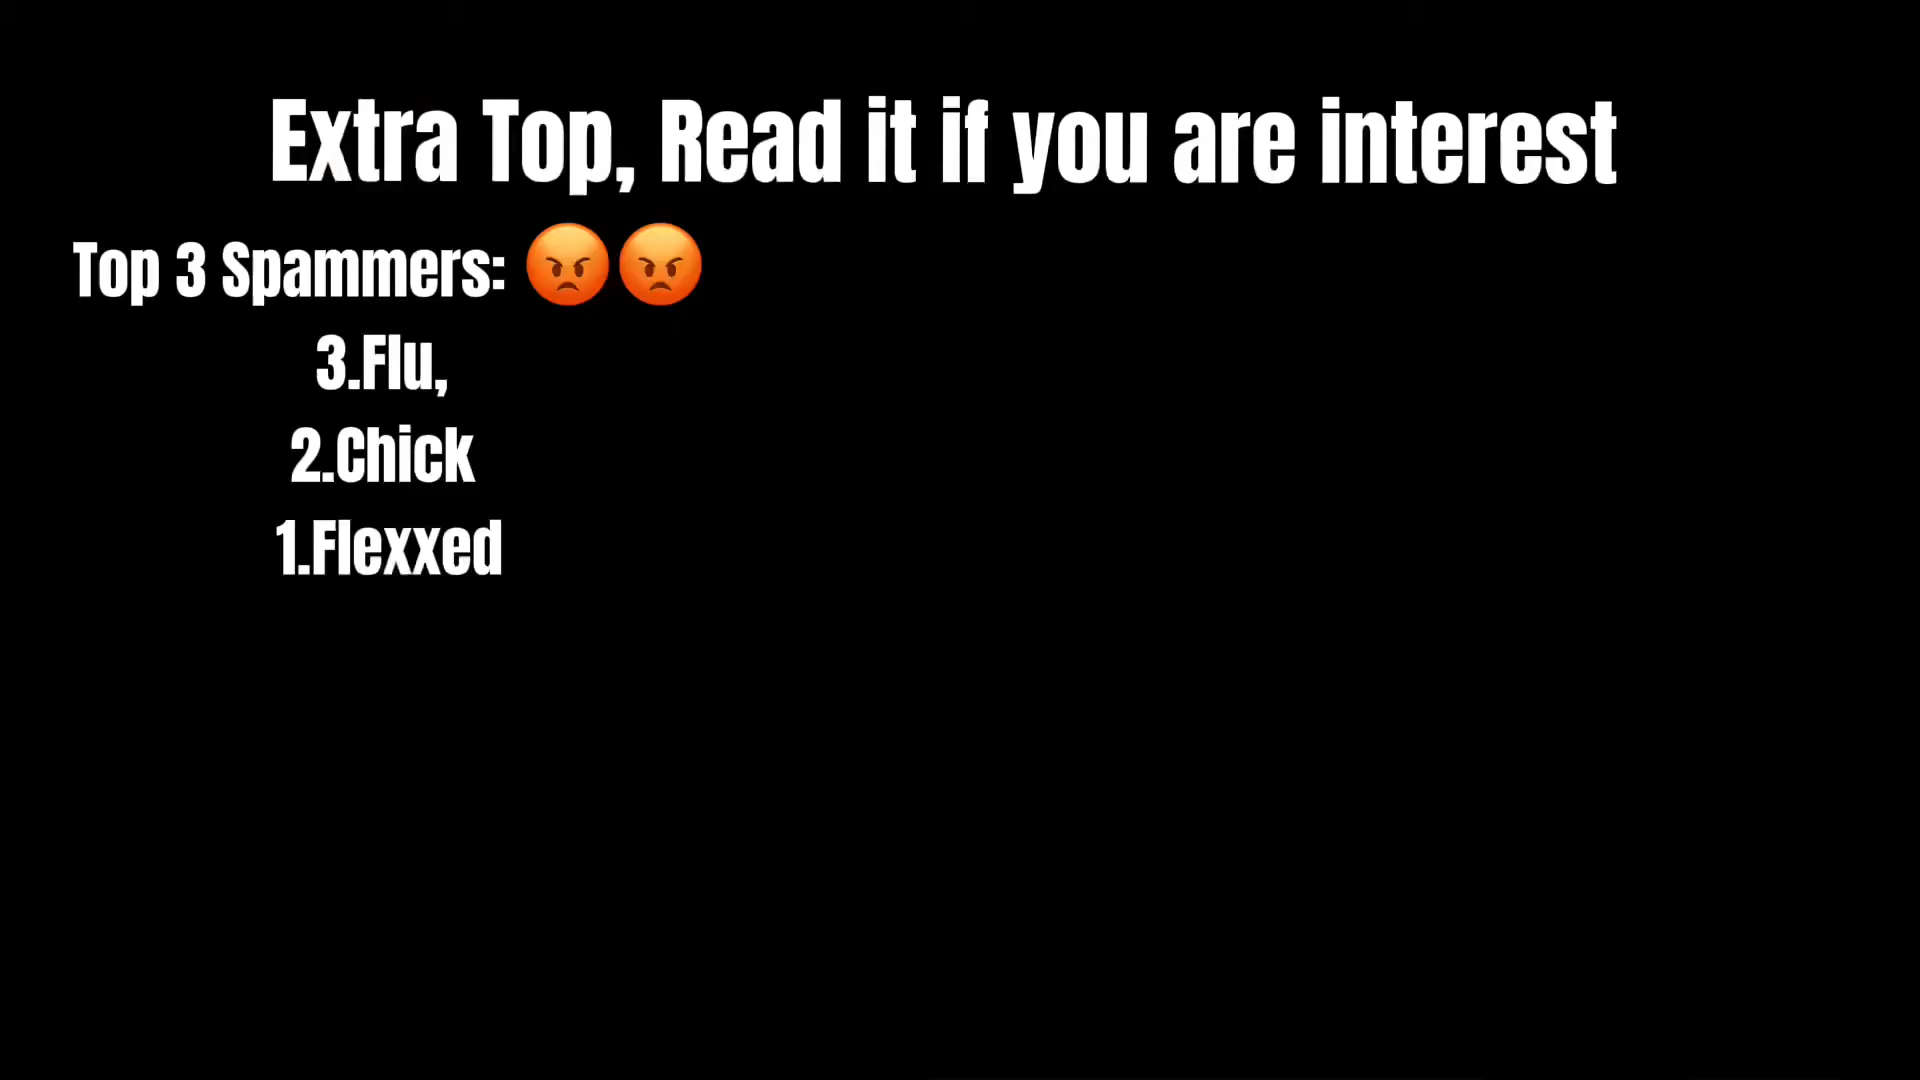 Extra Top, Read it if you are interest
Top 3 Spammers: 😡😡
3.Flu,
2.Chick
1.Flexxed